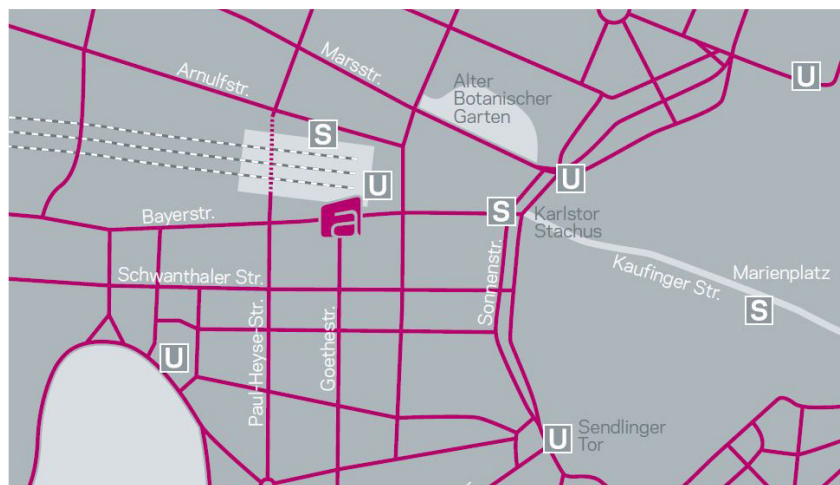 Marsstr.
Arnulfstr.
Alter
Botanischer
Garten
U
S
U
U
S
Bayerstr.
Karlstor
Stachus
Kaufinger Str.
Marienplatz
S
Schwanthaler Str.
Sonnenstr.
Paul-Heyse-Str.
Goethestr.
U
U
Sendlinger
Tor